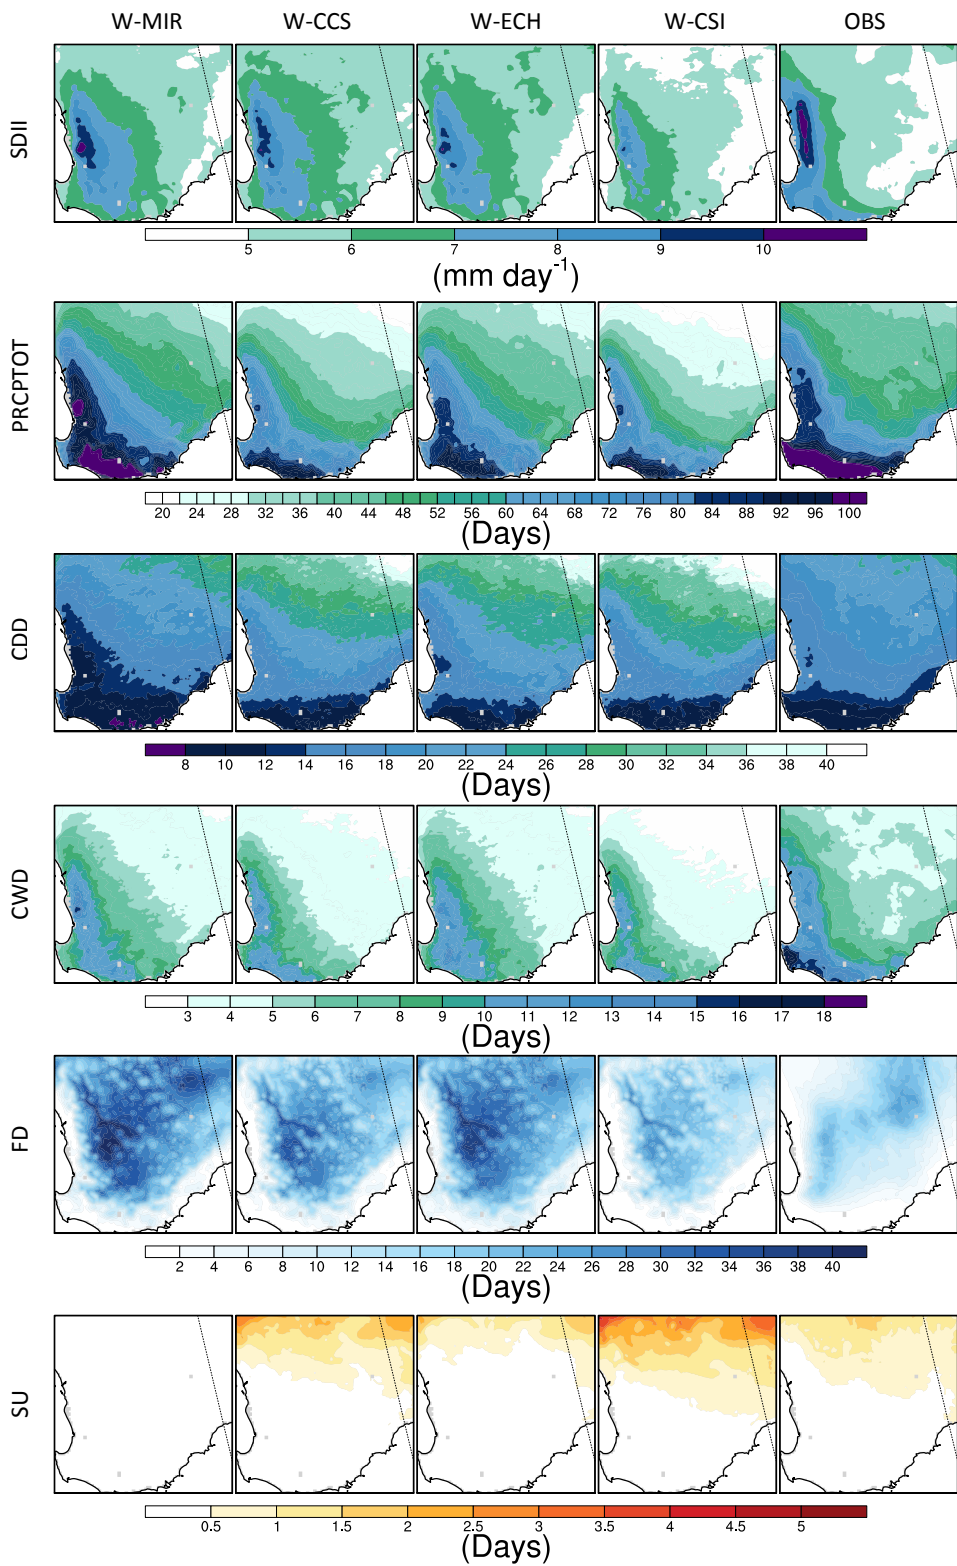 W-MIR W-CCS W-ECH W-CSI OBS
SDII
5 6 7 8 9 10
(mm day⁻¹)
PRCPTOT
20 24 28 32 36 40 44 48 52 56 60 64 68 72 76 80 84 88 92 96 100
(Days)
CDD
8 10 12 14 16 18 20 22 24 26 28 30 32 34 36 38 40
(Days)
CWD
3 4 5 6 7 8 9 10 11 12 13 14 15 16 17 18
(Days)
FD
2 4 6 8 10 12 14 16 18 20 22 24 26 28 30 32 34 36 38 40
(Days)
SU
0.5 1 1.5 2 2.5 3 3.5 4 4.5 5
(Days)